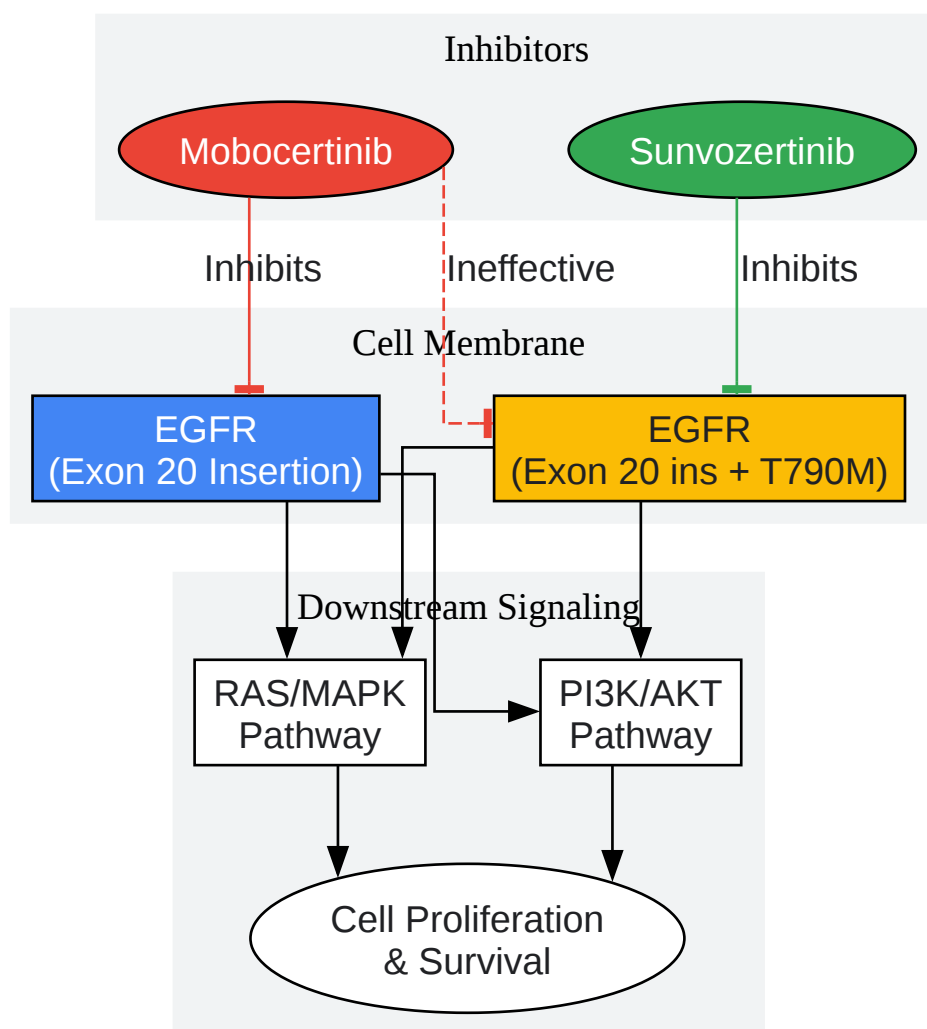 Inhibitors
Mobocertinib
Sunvozertinib
Inhibits
Ineffective
Inhibits
Cell Membrane
EGFR
(Exon 20 Insertion)
EGFR
(Exon 20 ins + T790M)
Downstream Signaling
RAS/MAPK
Pathway
PI3K/AKT
Pathway
Cell Proliferation
& Survival